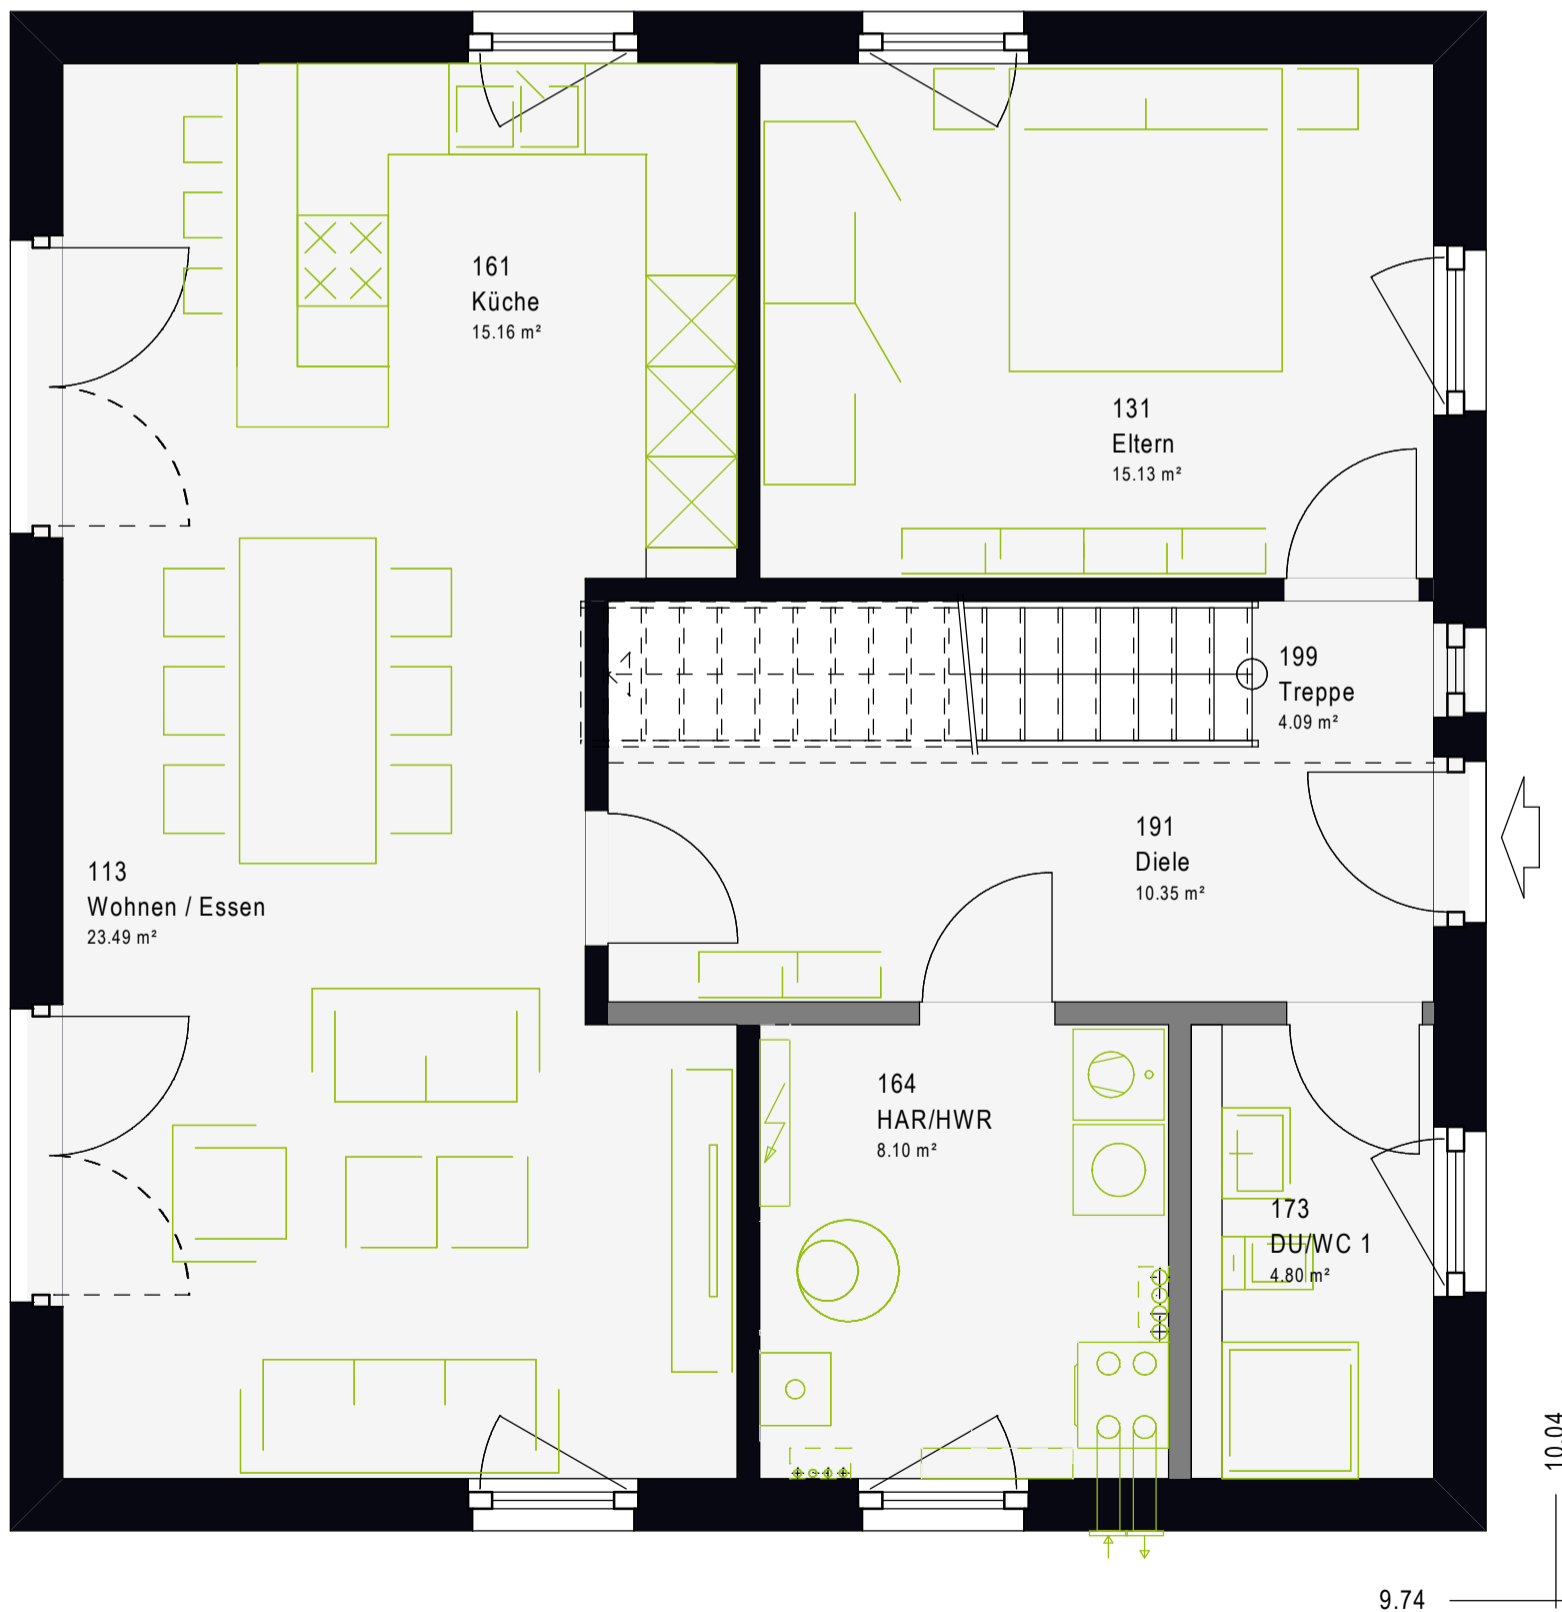 161
Küche
15.16 m²
131
Eltern
15.13 m²
199
Treppe
4.09 m²
191
Diele
10.35 m²
113
Wohnen / Essen
23.49 m²
164
HAR/HWR
8.10 m²
173
DU/WC 1
4.80 m²
10.04
9.74